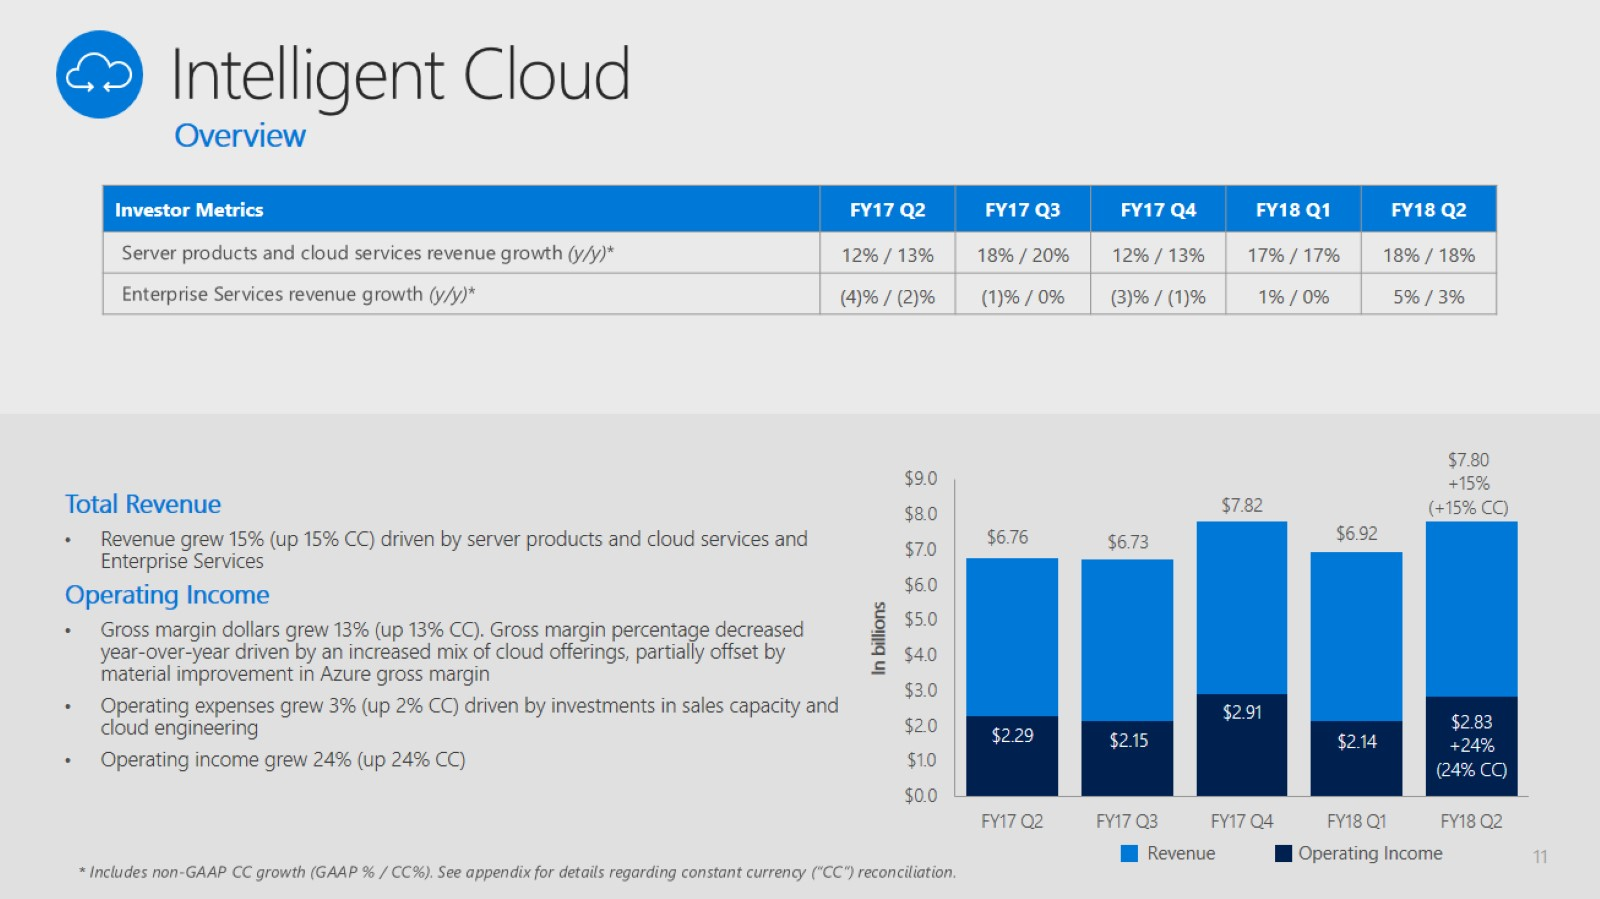 Intelligent Cloud
Overview
Investor Metrics FY17 Q2 FY17 Q3 FY17 Q4 FY18 Q1 FY18 Q2
Server products and cloud services revenue growth (y/y)* 12% / 13% 18% / 20% 12% / 13% 17% / 17% 18% / 18%
Enterprise Services revenue growth (y/y)* (4)% / (2)% (1)% / 0% (3)% / (1)% 1% / 0% 5% / 3%
Total Revenue
• Revenue grew 15% (up 15% CC) driven by server products and cloud services and
Enterprise Services
Operating Income
• Gross margin dollars grew 13% (up 13% CC). Gross margin percentage decreased
year-over-year driven by an increased mix of cloud offerings, partially offset by
material improvement in Azure gross margin
• Operating expenses grew 3% (up 2% CC) driven by investments in sales capacity and
cloud engineering
• Operating income grew 24% (up 24% CC)
In billions
$9.0
$8.0
$7.0
$6.0
$5.0
$4.0
$3.0
$2.0
$1.0
$0.0
$6.76
$6.73
$7.82
$6.92
$7.80
+15%
(+15% CC)
$2.29
$2.15
$2.91
$2.14
$2.83
+24%
(24% CC)
FY17 Q2 FY17 Q3 FY17 Q4 FY18 Q1 FY18 Q2
Revenue Operating Income
* Includes non-GAAP CC growth (GAAP % / CC%). See appendix for details regarding constant currency ("CC") reconciliation.
11